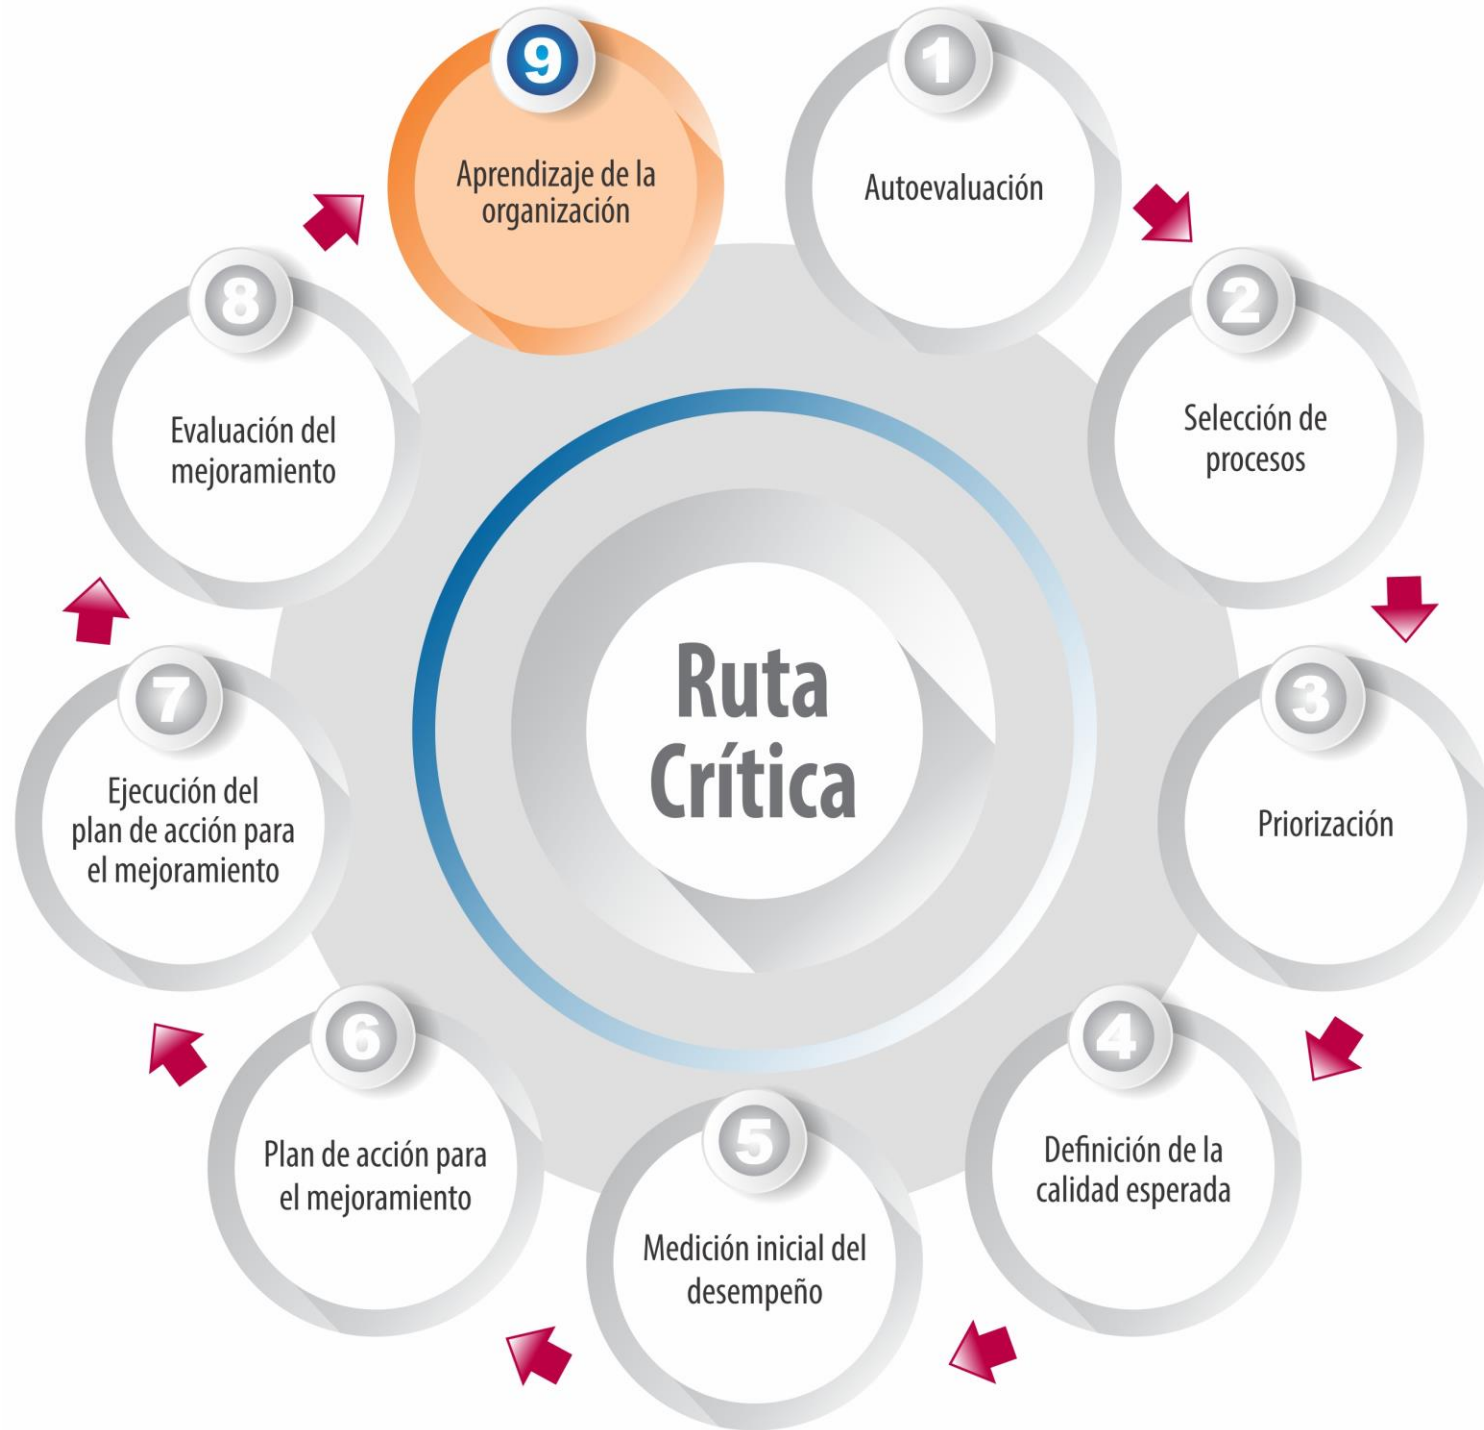 Ruta
Crítica
1
Autoevaluación
2
Selección de
procesos
3
Priorización
4
Definición de la
calidad esperada
5
Medición inicial del
desempeño
6
Plan de acción para
el mejoramiento
7
Ejecución del
plan de acción para
el mejoramiento
8
Evaluación del
mejoramiento
9
Aprendizaje de la
organización